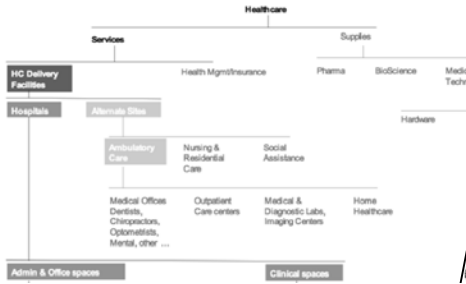 Healthcare
Services
Supplies
HC Delivery
Facilities
Health Mgmt/Insurance
Pharma
BioScience
Hospitals
Alternate Sites
Hardware
Ambulatory
Care
Nursing &
Residential
Care
Social
Assistance
Medical Offices
Dentists,
Chiropractors,
Optometrists,
Mental, other ...
Outpatient
Care centers
Medical &
Diagnostic Labs,
Imaging Centers
Home
Healthcare
Admin & Office spaces
Clinical spaces